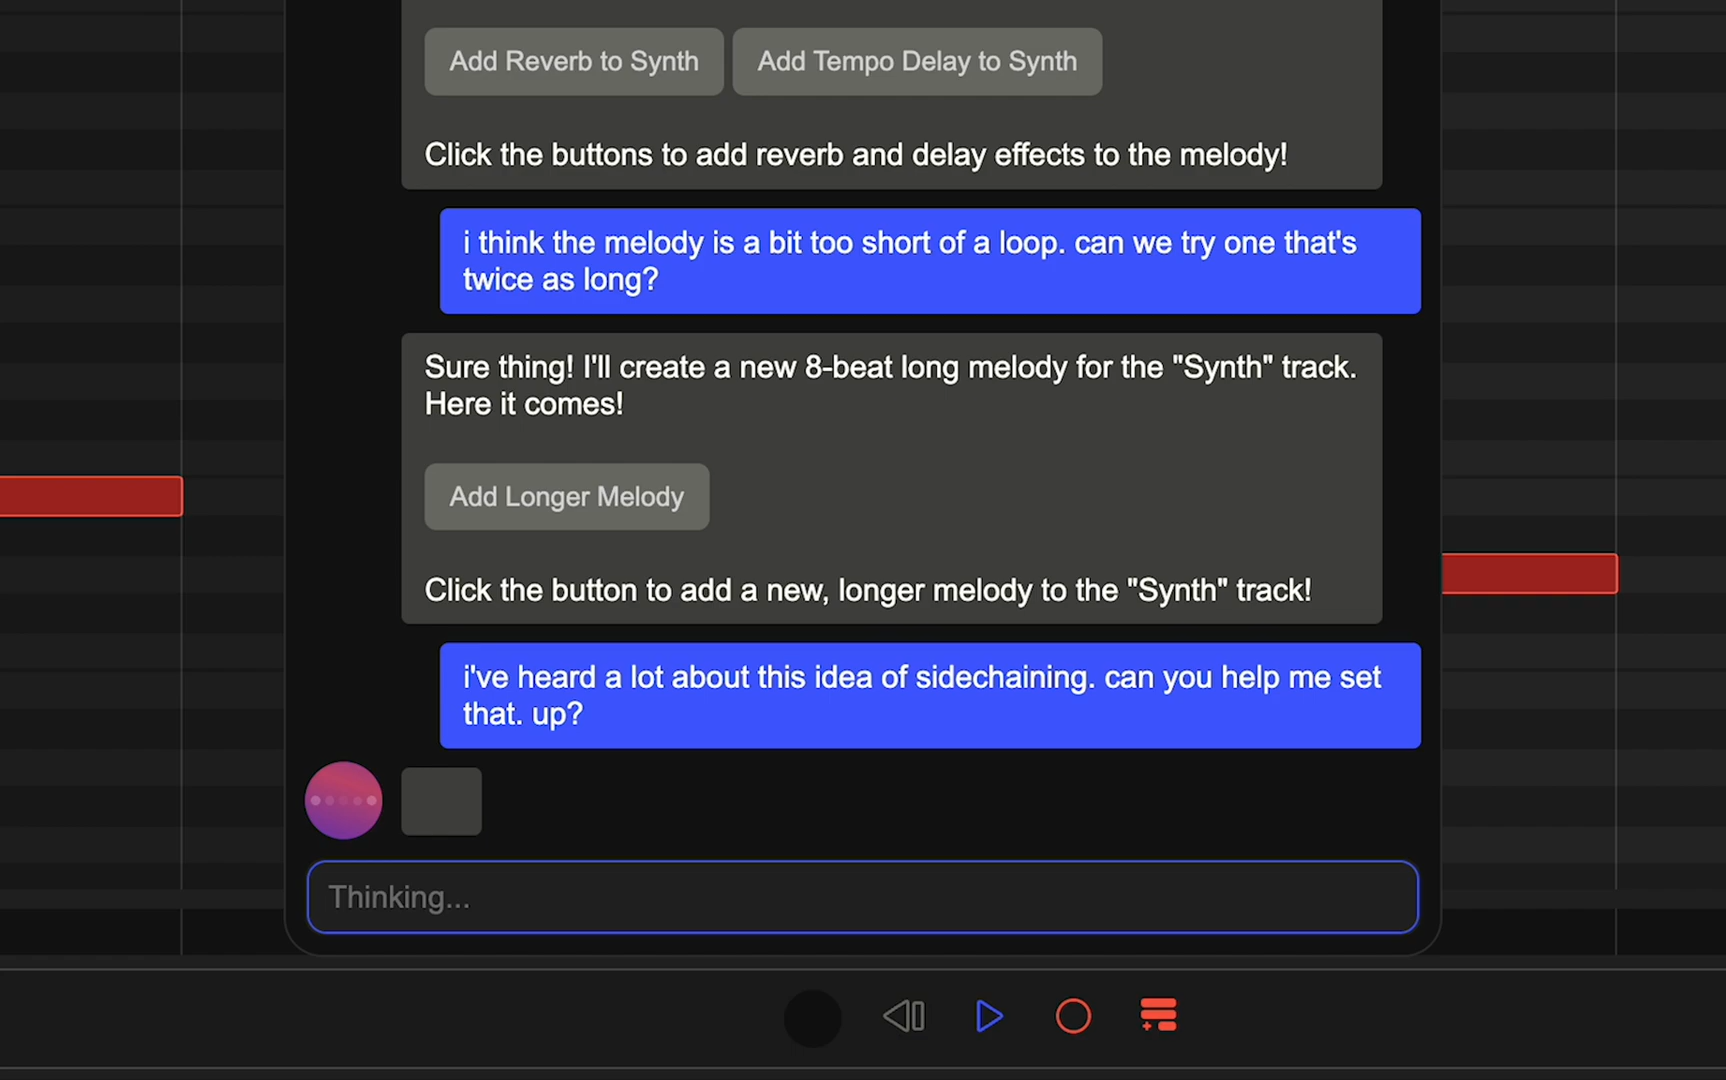 Add Reverb to Synth
Add Tempo Delay to Synth
Click the buttons to add reverb and delay effects to the melody!
i think the melody is a bit too short of a loop. can we try one that's
twice as long?
Sure thing! I'll create a new 8-beat long melody for the "Synth" track.
Here it comes!
Add Longer Melody
Click the button to add a new, longer melody to the "Synth" track!
i've heard a lot about this idea of sidechaining. can you help me set
that. up?
Thinking...